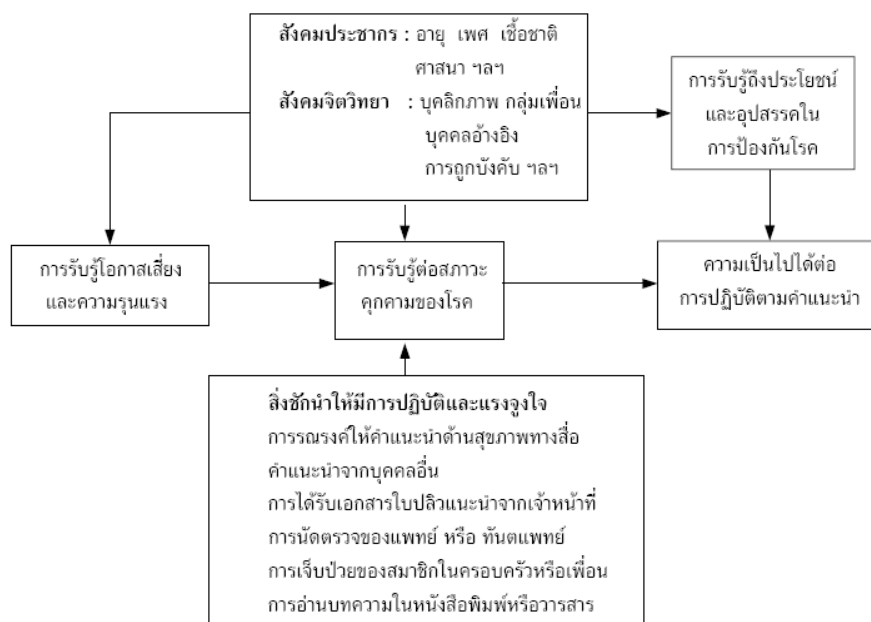 สังคมประชากร : อายุ เพศ เชื้อชาติ
ศาสนา ฯลฯ
สังคมจิตวิทยา : บุคลิกภาพ กลุ่มเพื่อน
บุคคลอ้างอิง
การถูกบังคับ ฯลฯ
การรับรู้ถึงประโยชน์
และอุปสรรคใน
การป้องกันโรค
การรับรู้โอกาสเสี่ยง
และความรุนแรง
การรับรู้ต่อสภาวะ
คุกคามของโรค
ความเป็นไปได้ต่อ
การปฏิบัติตามคำแนะนำ
สิ่งชักนำให้มีการปฏิบัติและแรงจูงใจ
การรณรงค์ให้คำแนะนำด้านสุขภาพทางสื่อ
คำแนะนำจากบุคคลอื่น
การได้รับเอกสารใบปลิวแนะนำจากเจ้าหน้าที่
การนัดตรวจของแพทย์ หรือ ทันตแพทย์
การเจ็บป่วยของสมาชิกในครอบครัวหรือเพื่อน
การอ่านบทความในหนังสือพิมพ์หรือวารสาร